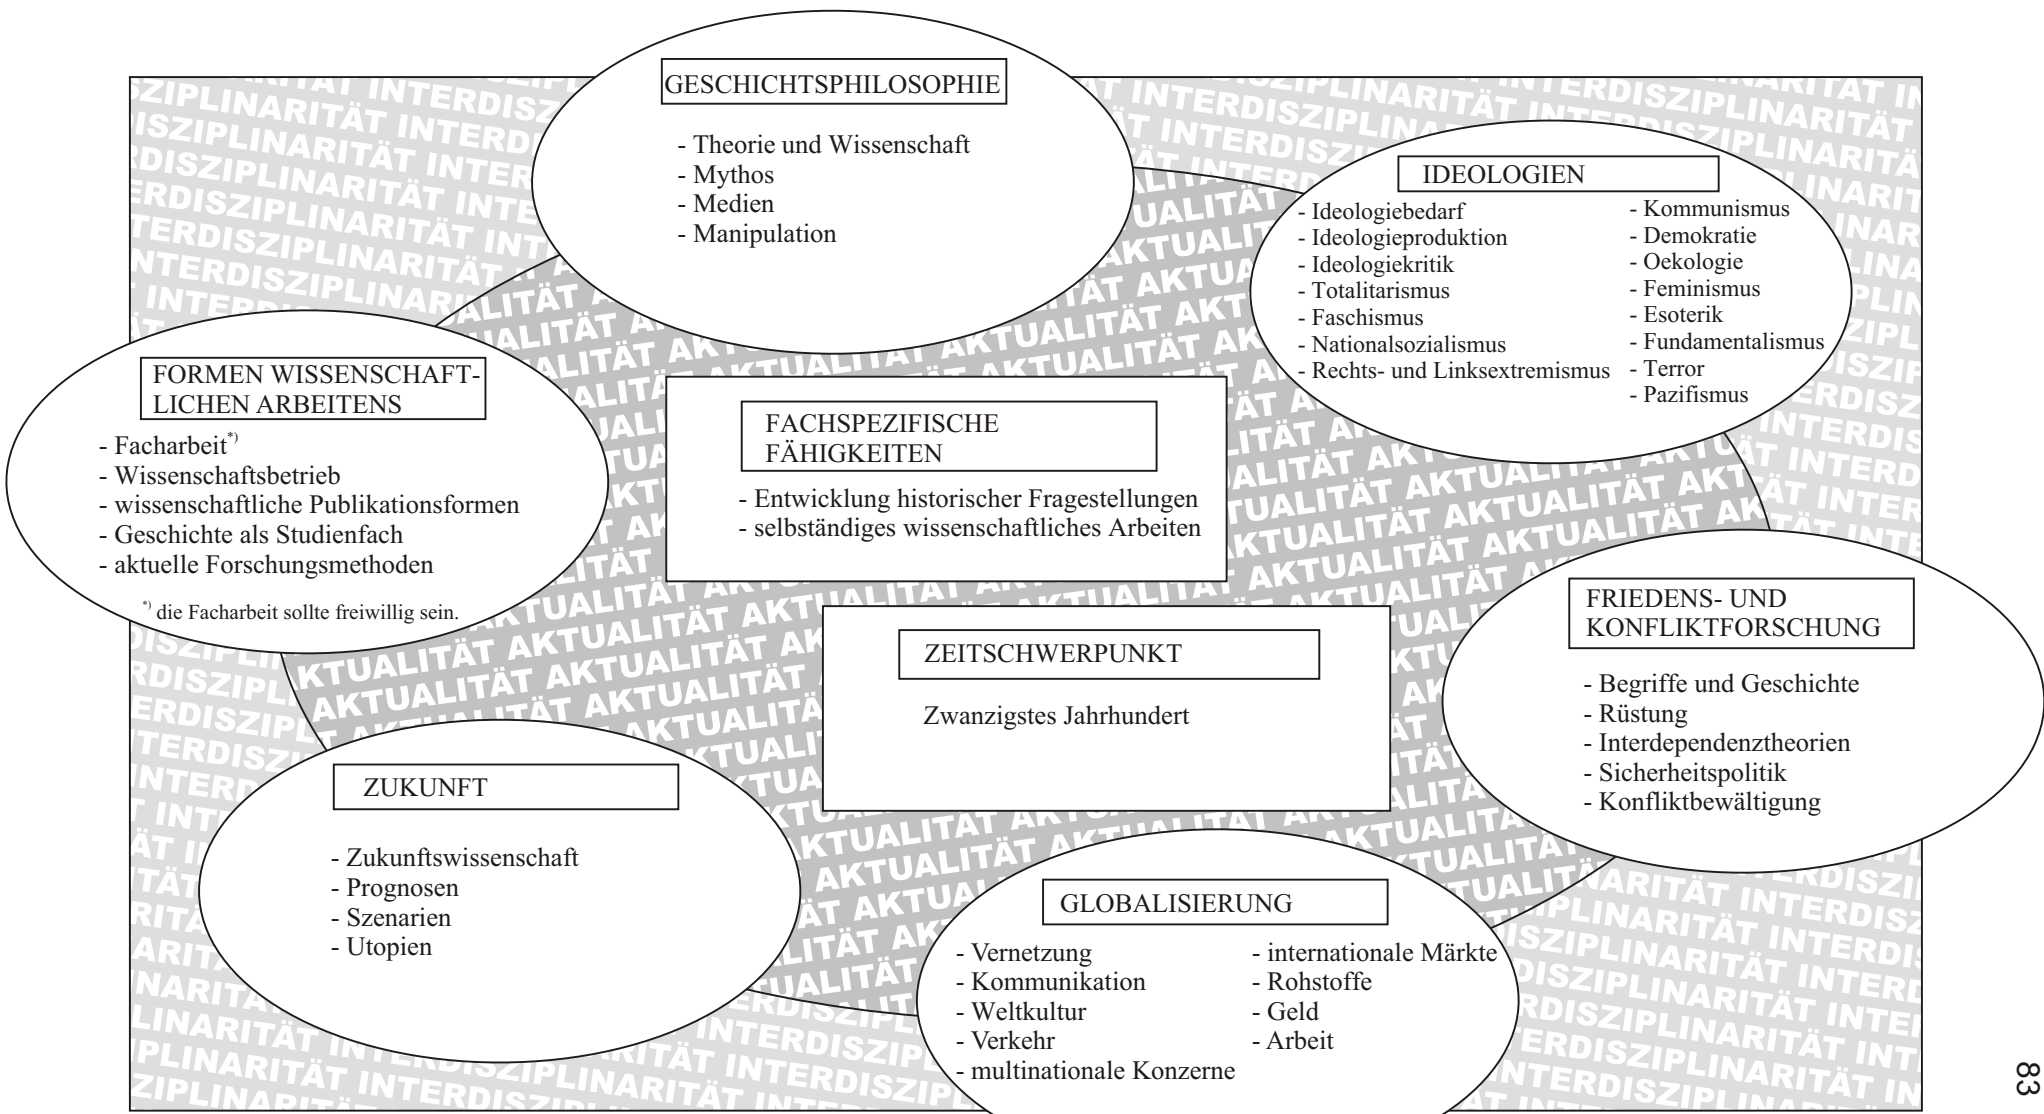 GESCHICHTSPHILOSOPHIE
- Theorie und Wissenschaft
- Mythos
- Medien
- Manipulation
IDEOLOGIEN
- Ideologiebedarf
- Ideologieproduktion
- Ideologiekritik
- Totalitarismus
- Faschismus
- Nationalsozialismus
- Rechts- und Linksextremismus
- Kommunismus
- Demokratie
- Oekologie
- Feminismus
- Esoterik
- Fundamentalismus
- Terror
- Pazifismus
FORMEN WISSENSCHAFT-
LICHEN ARBEITENS
- Facharbeit*)
- Wissenschaftsbetrieb
- wissenschaftliche Publikationsformen
- Geschichte als Studienfach
- aktuelle Forschungsmethoden
*) die Facharbeit sollte freiwillig sein.
FACHSPEZIFISCHE
FÄHIGKEITEN
- Entwicklung historischer Fragestellungen
- selbständiges wissenschaftliches Arbeiten
ZEITSCHWERPUNKT
Zwanzigstes Jahrhundert
FRIEDENS- UND
KONFLIKTFORSCHUNG
- Begriffe und Geschichte
- Rüstung
- Interdependenztheorien
- Sicherheitspolitik
- Konfliktbewältigung
ZUKUNFT
- Zukunftswissenschaft
- Prognosen
- Szenarien
- Utopien
GLOBALISIERUNG
- Vernetzung
- Kommunikation
- Weltkultur
- Verkehr
- multinationale Konzerne
- internationale Märkte
- Rohstoffe
- Geld
- Arbeit
INTERDISZIPLINARITÄT
AKTUALITÄT
83